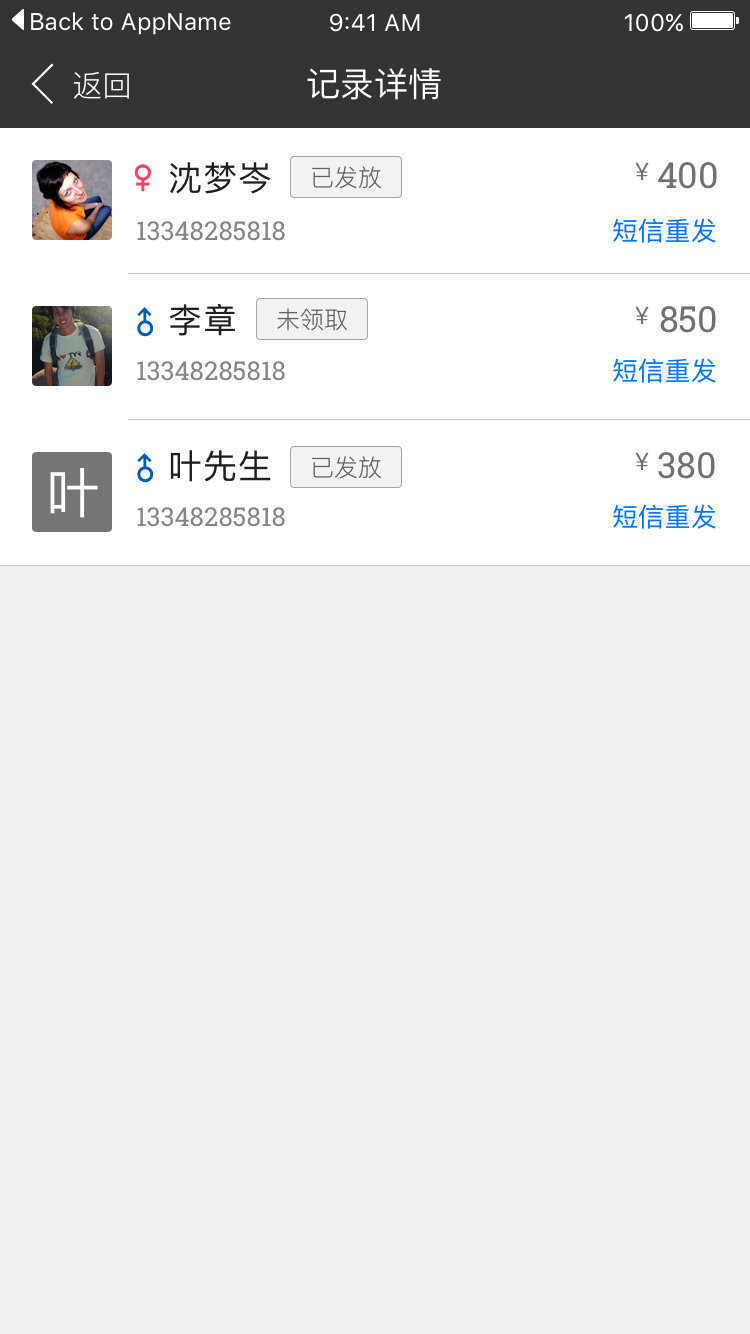 Back to AppName 9:41 AM 100%
返回 记录详情
沈梦岑 已发放 ¥ 400
13348285818 短信重发
李章 未领取 ¥ 850
13348285818 短信重发
叶 叶先生 已发放 ¥ 380
13348285818 短信重发